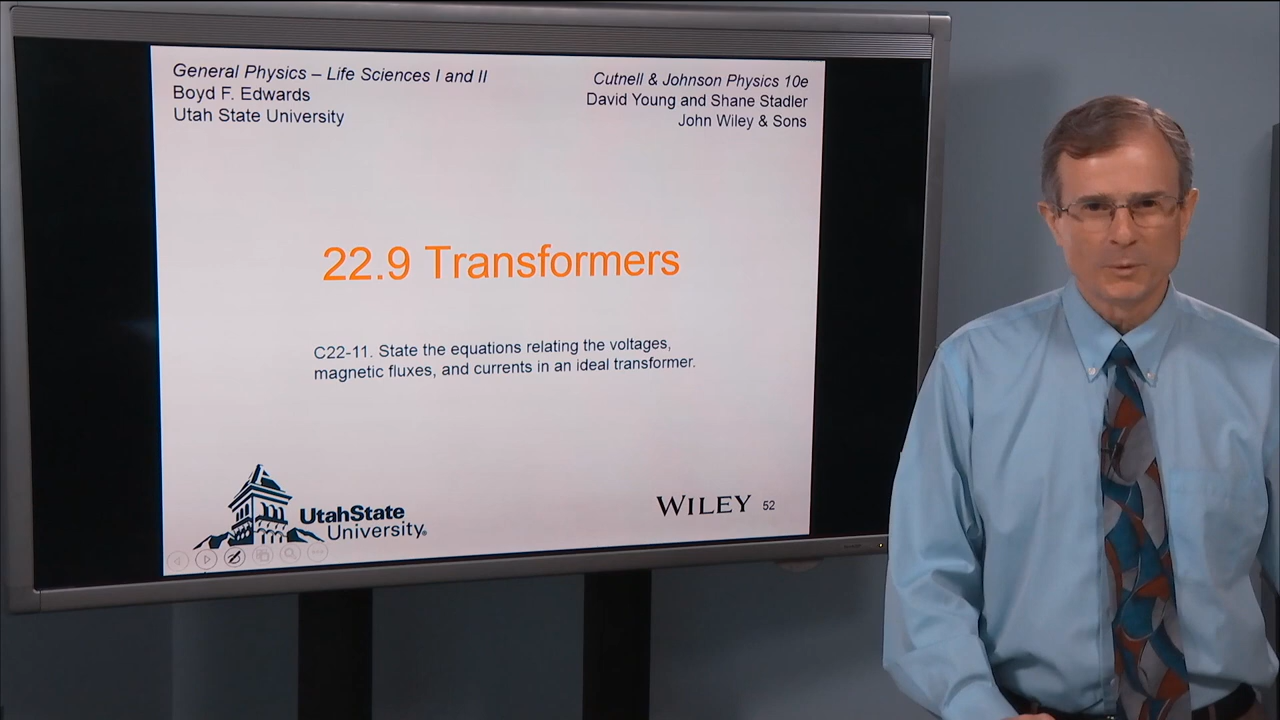 General Physics – Life Sciences I and II
Boyd F. Edwards
Utah State University
Cutnell & Johnson Physics 10e
David Young and Shane Stadler
John Wiley & Sons
22.9 Transformers
C22-11. State the equations relating the voltages,
magnetic fluxes, and currents in an ideal transformer.
UtahState
University®
WILEY 52